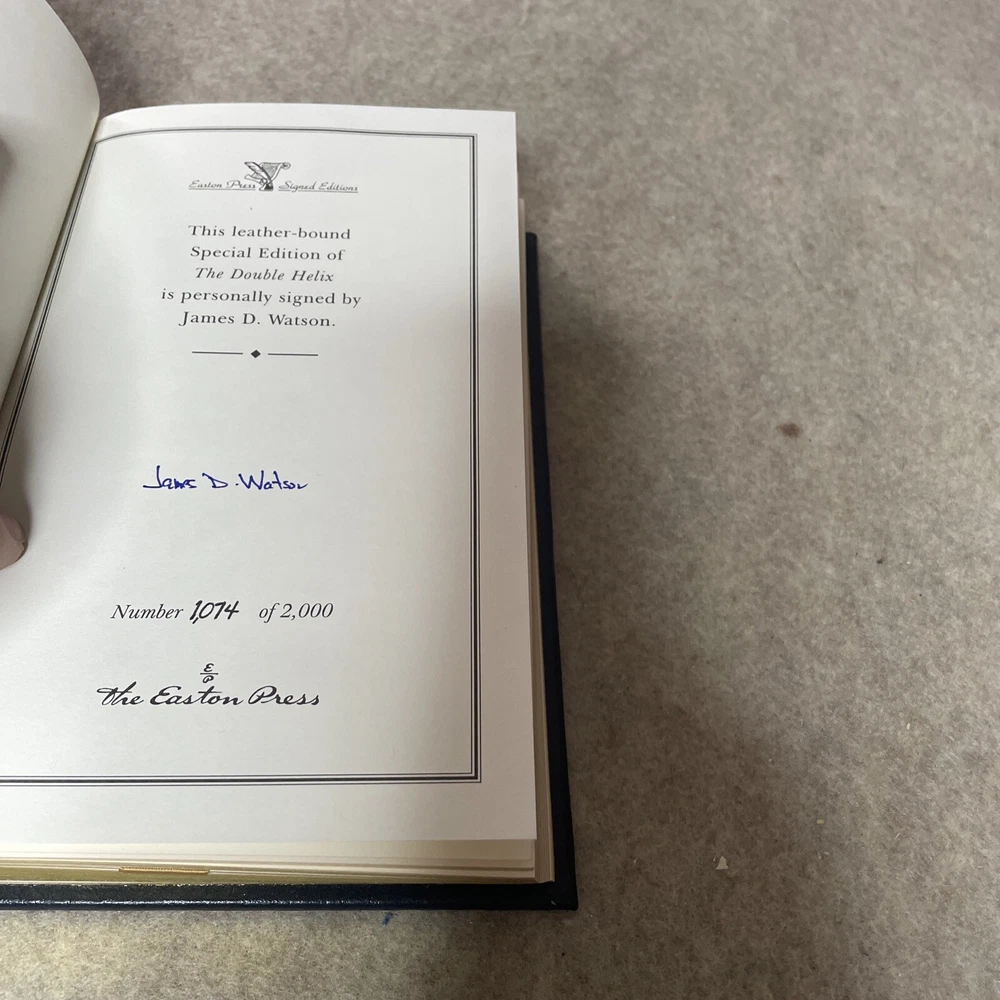 Easton Press Signed Editions
This leather-bound
Special Edition of
The Double Helix
is personally signed by
James D. Watson.
James D. Watson
Number 1,074 of 2,000
E
P
The Easton Press